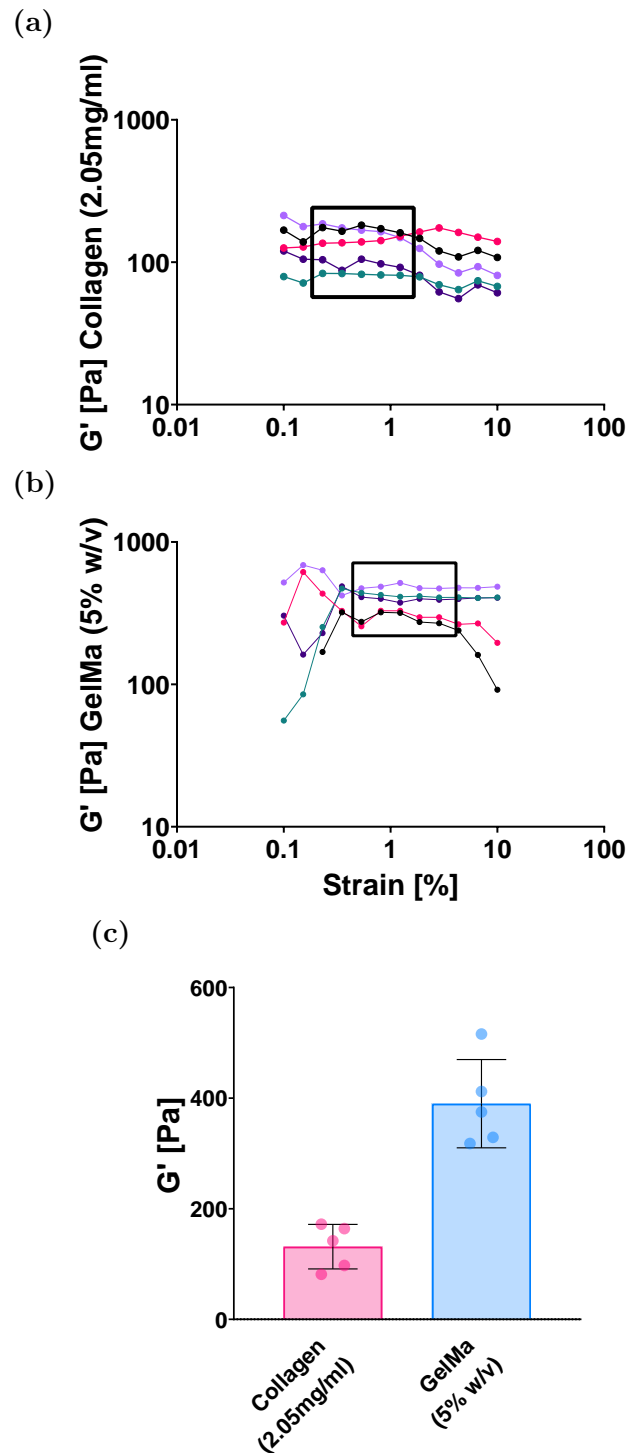 (a)
G' [Pa] Collagen (2.05mg/ml)
1000
100
10
0.01
0.1
1
10
100
(b)
G' [Pa] GelMa (5% w/v)
1000
100
10
0.01
0.1
1
10
100
Strain [%]
(c)
G' [Pa]
600
400
200
0
Collagen
(2.05mg/ml)
GelMa
(5% w/v)